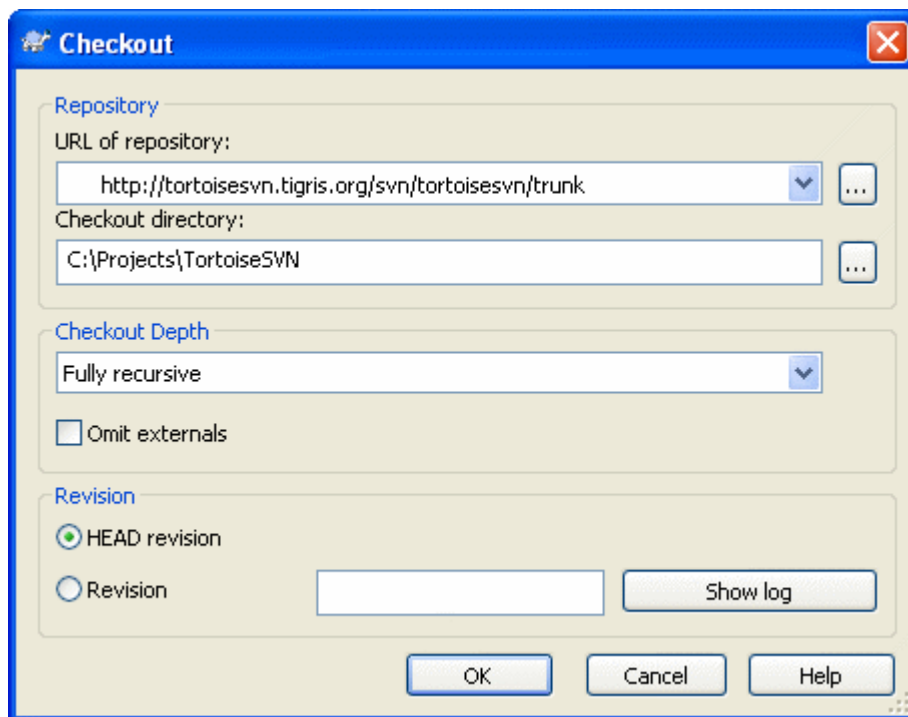 Checkout
Repository
URL of repository:
http://tortoisesvn.tigris.org/svn/tortoisesvn/trunk
...
Checkout directory:
C:\Projects\TortoiseSVN
...
Checkout Depth
Fully recursive
Omit externals
Revision
HEAD revision
Revision
Show log
OK Cancel Help